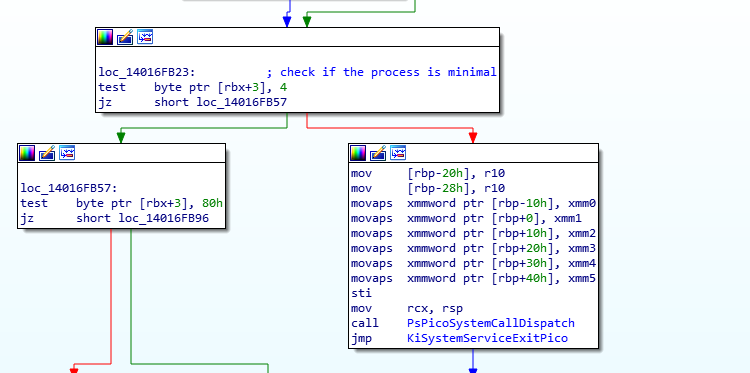 loc_14016FB23: ; check if the process is minimal
test byte ptr [rbx+3], 4
jz short loc_14016FB57
loc_14016FB57:
test byte ptr [rbx+3], 80h
jz short loc_14016FB96
mov [rbp-20h], r10
mov [rbp-28h], r10
movaps xmmword ptr [rbp-10h], xmm0
movaps xmmword ptr [rbp+0], xmm1
movaps xmmword ptr [rbp+10h], xmm2
movaps xmmword ptr [rbp+20h], xmm3
movaps xmmword ptr [rbp+30h], xmm4
movaps xmmword ptr [rbp+40h], xmm5
sti
mov rcx, rsp
call PsPicoSystemCallDispatch
jmp KiSystemServiceExitPico